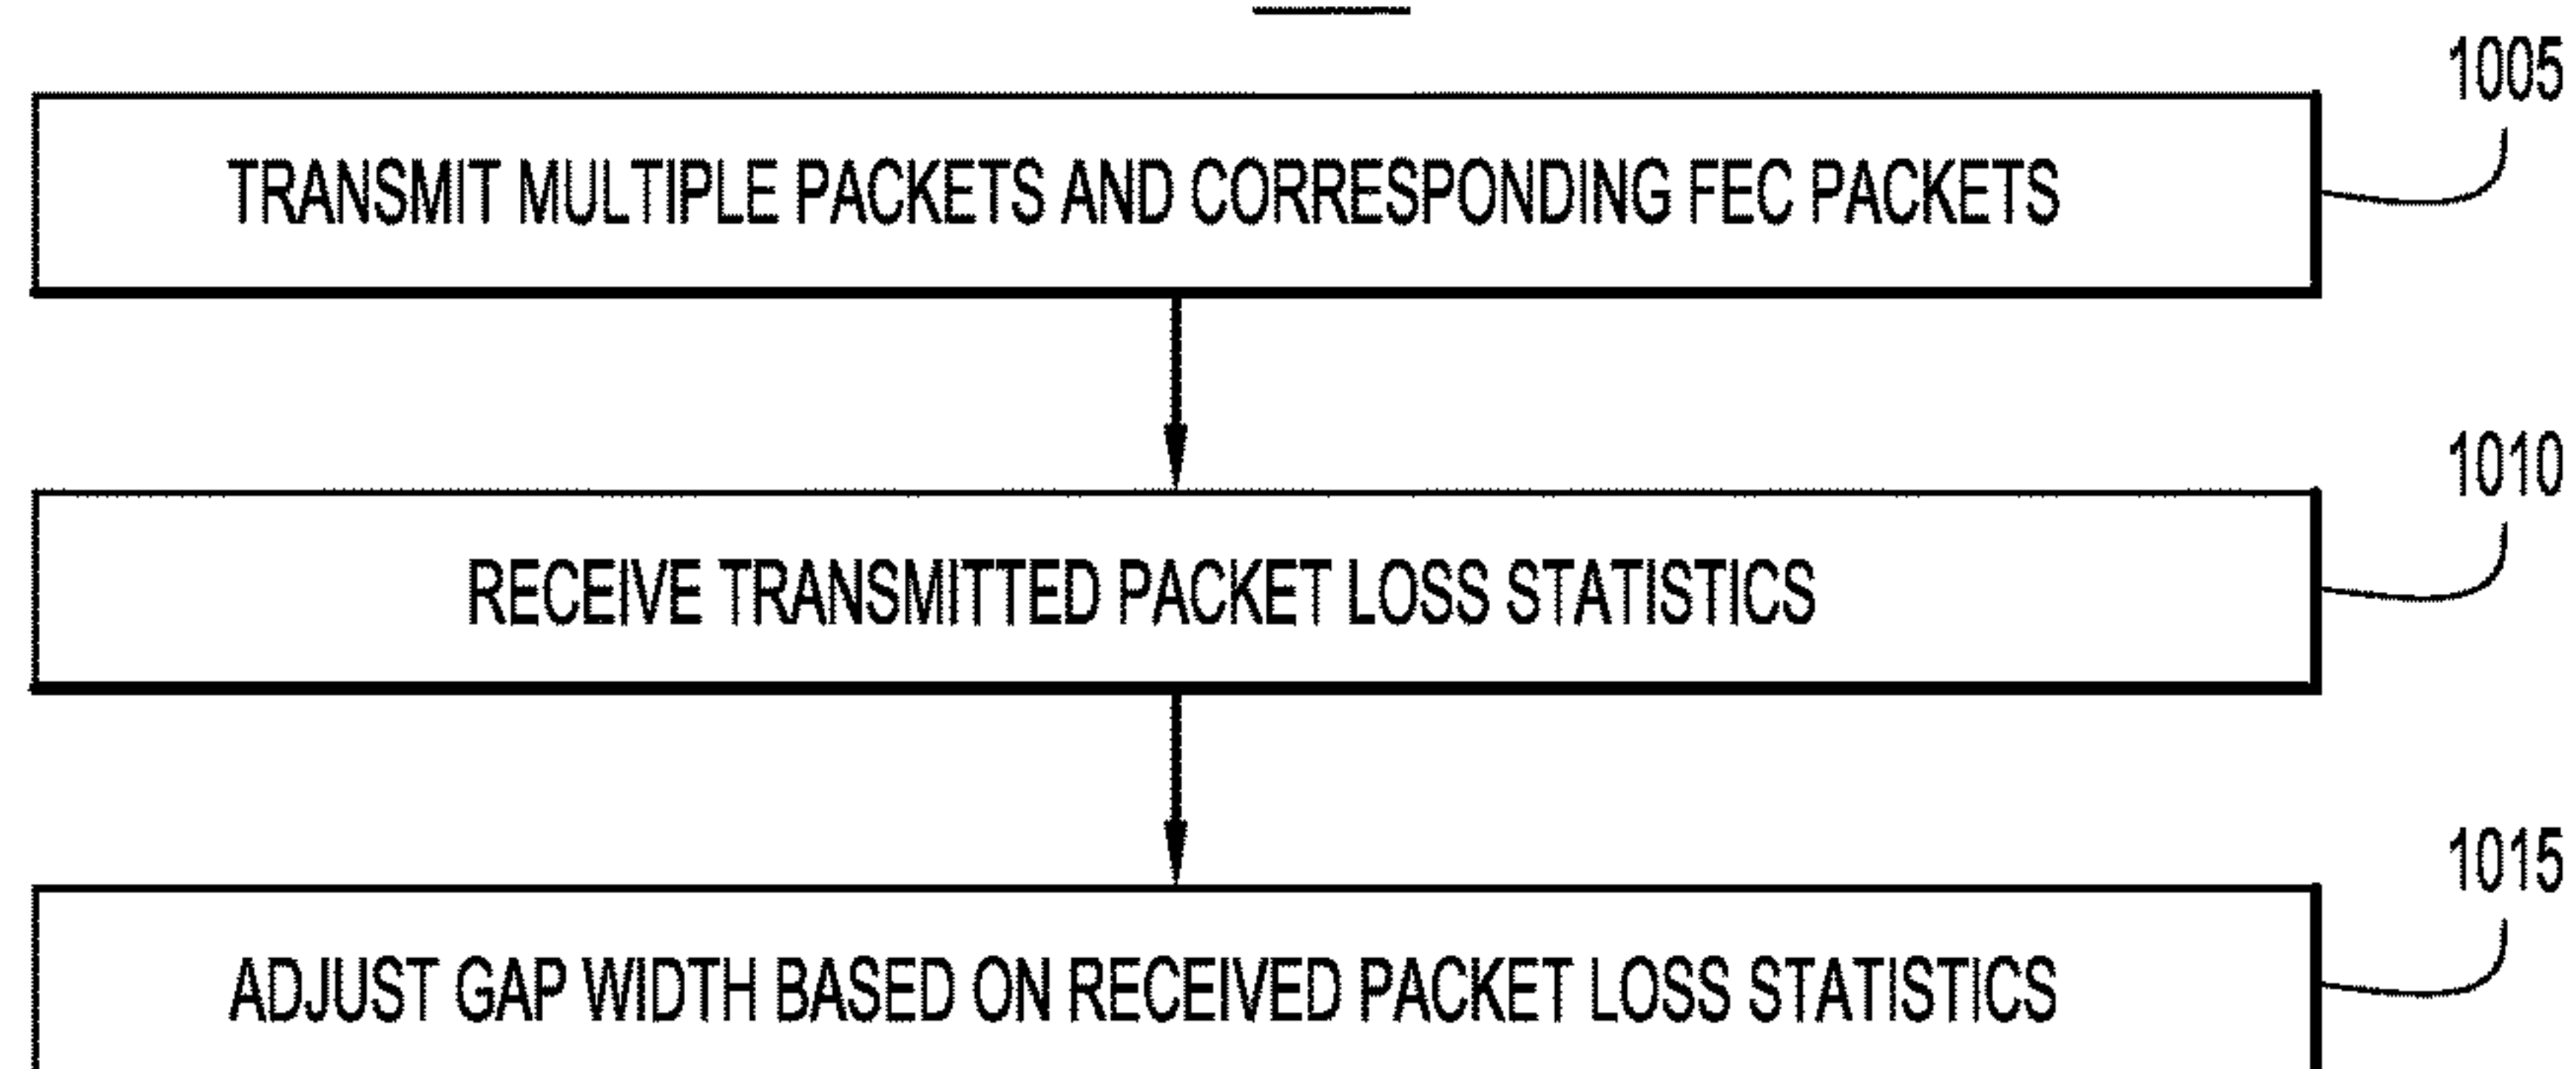 1005
TRANSMIT MULTIPLE PACKETS AND CORRESPONDING FEC PACKETS
1010
RECEIVE TRANSMITTED PACKET LOSS STATISTICS
1015
ADJUST GAP WIDTH BASED ON RECEIVED PACKET LOSS STATISTICS